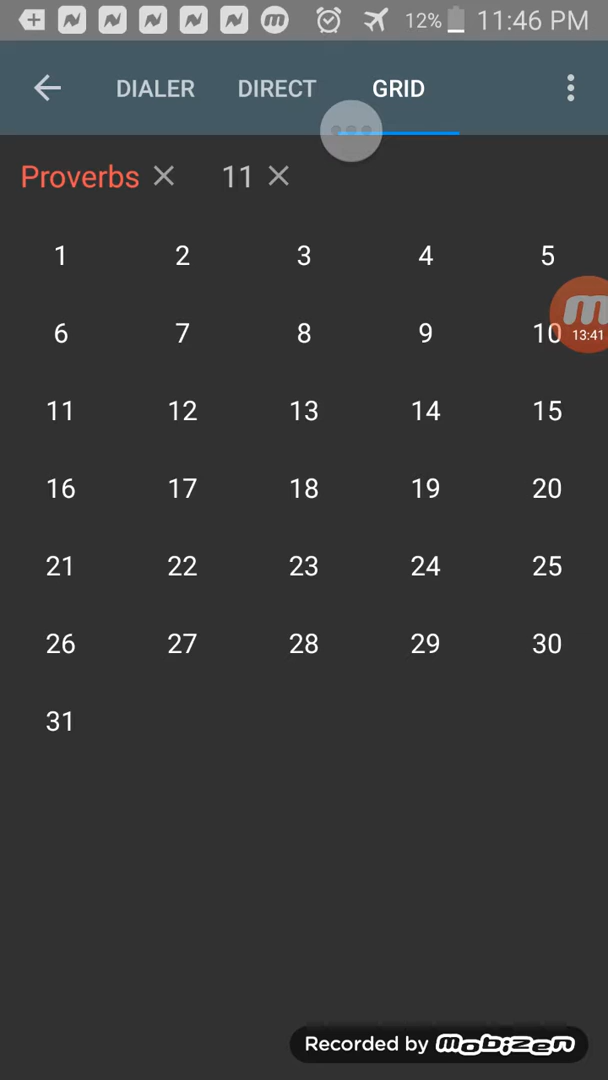 12% 11:46 PM
DIALER DIRECT GRID
Proverbs 11
1 2 3 4 5
6 7 8 9 10
13:41
11 12 13 14 15
16 17 18 19 20
21 22 23 24 25
26 27 28 29 30
31
Recorded by mobizen